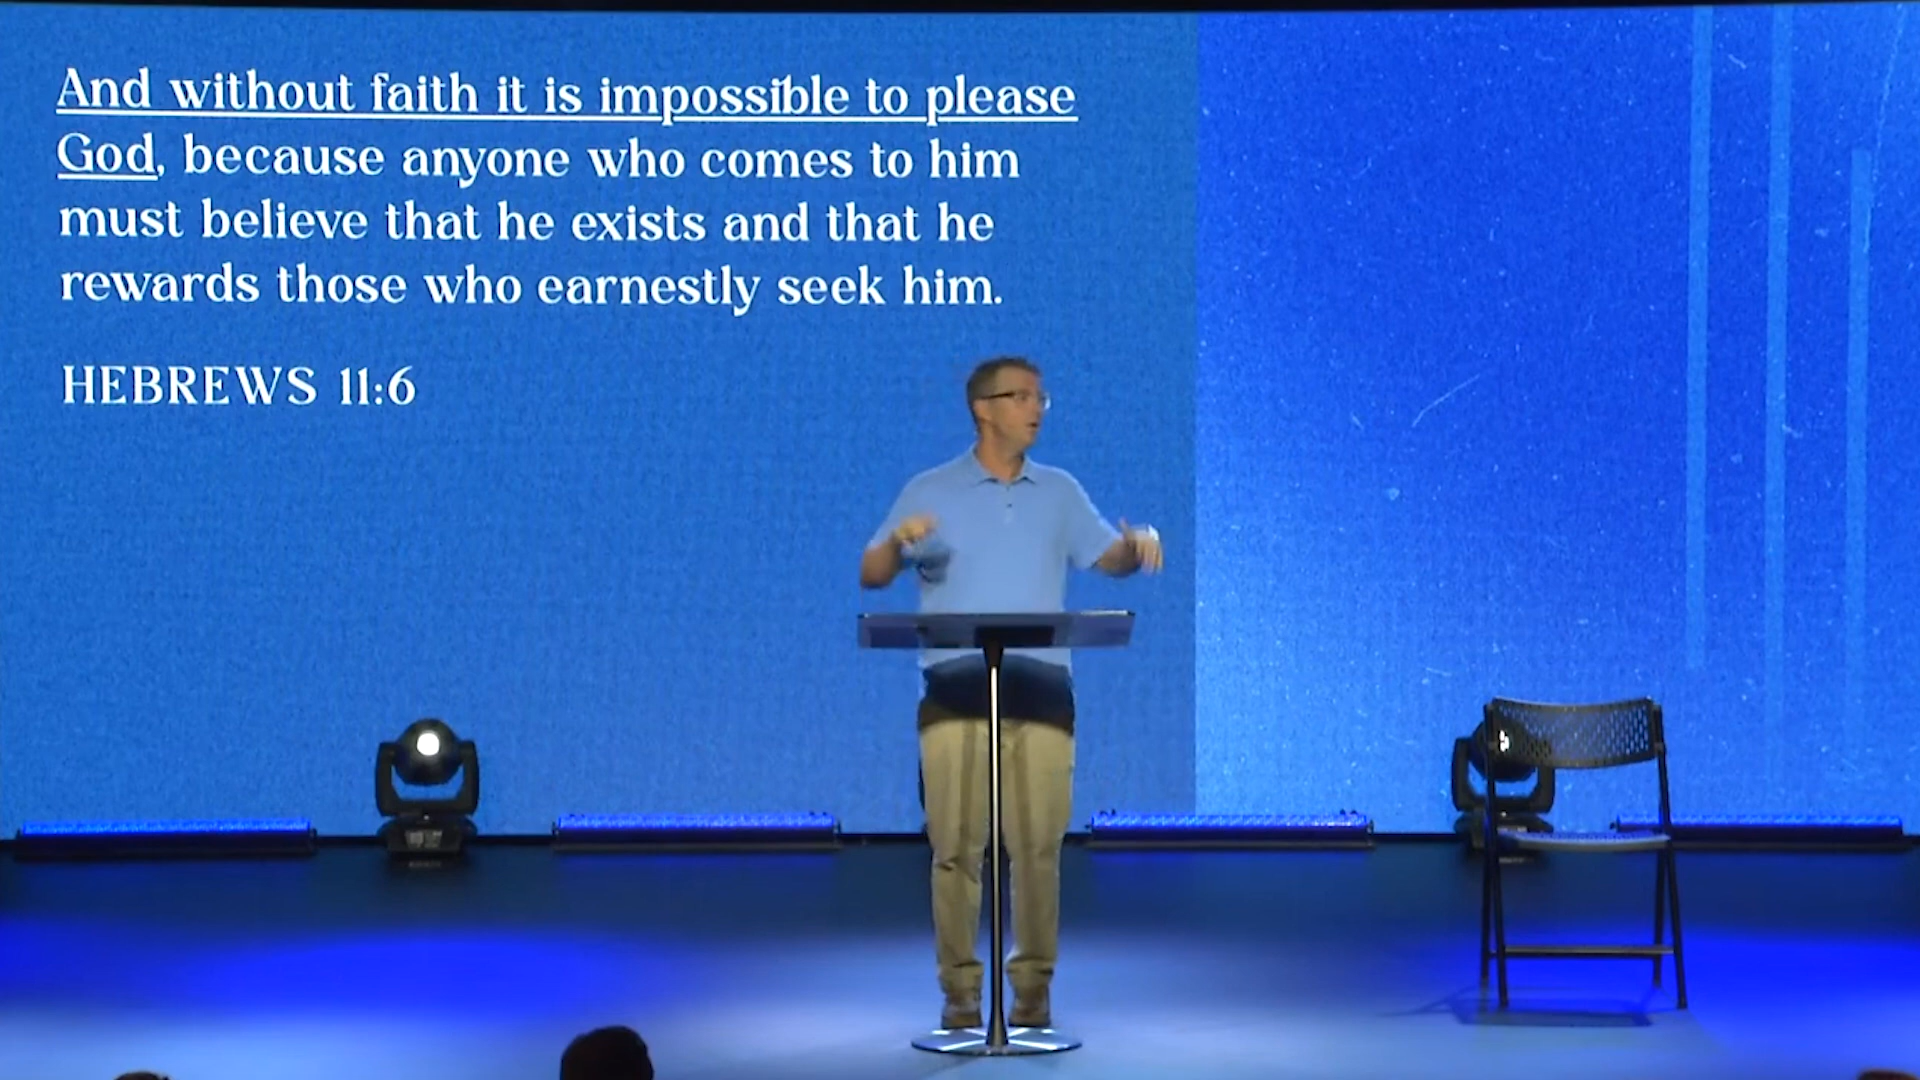 And without faith it is impossible to please
God, because anyone who comes to him
must believe that he exists and that he
rewards those who earnestly seek him.
HEBREWS 11:6